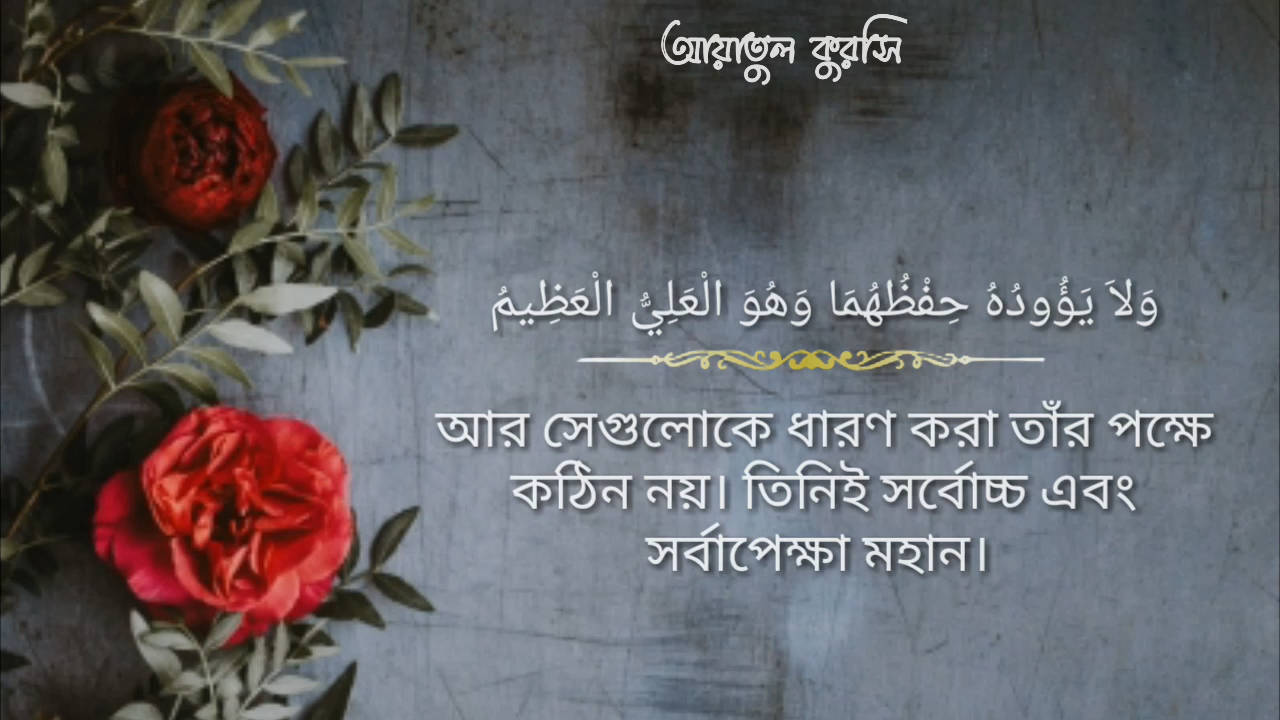 আয়াতুল কুরসি
وَلاَ يَؤُودُهُ حِفْظُهُمَا وَهُوَ الْعَلِيُّ الْعَظِيمُ
আর সেগুলোকে ধারণ করা তাঁর পক্ষে
কঠিন নয়। তিনিই সর্বোচ্চ এবং
সর্বাপেক্ষা মহান।